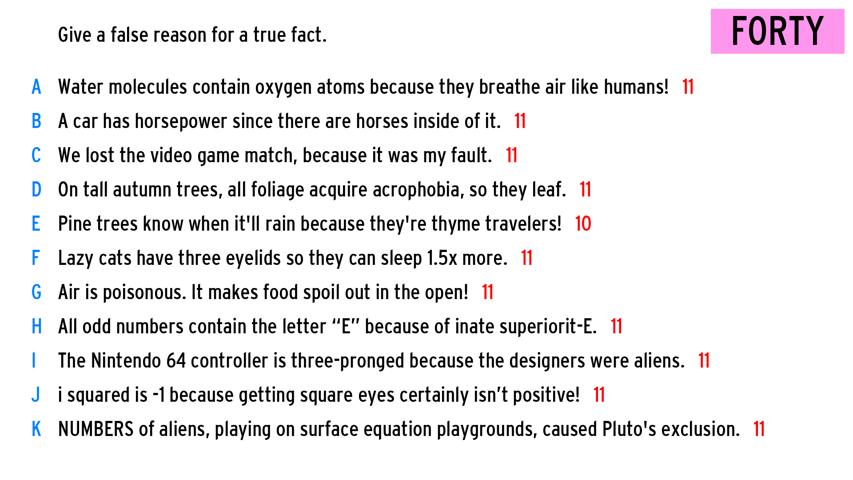 Give a false reason for a true fact.
FORTY
A Water molecules contain oxygen atoms because they breathe air like humans! 11
B A car has horsepower since there are horses inside of it. 11
C We lost the video game match, because it was my fault. 11
D On tall autumn trees, all foliage acquire acrophobia, so they leaf. 11
E Pine trees know when it'll rain because they're thyme travelers! 10
F Lazy cats have three eyelids so they can sleep 1.5x more. 11
G Air is poisonous. It makes food spoil out in the open! 11
H All odd numbers contain the letter “E” because of inate superiorit-E. 11
I The Nintendo 64 controller is three-pronged because the designers were aliens. 11
J i squared is -1 because getting square eyes certainly isn’t positive! 11
K NUMBERS of aliens, playing on surface equation playgrounds, caused Pluto's exclusion. 11